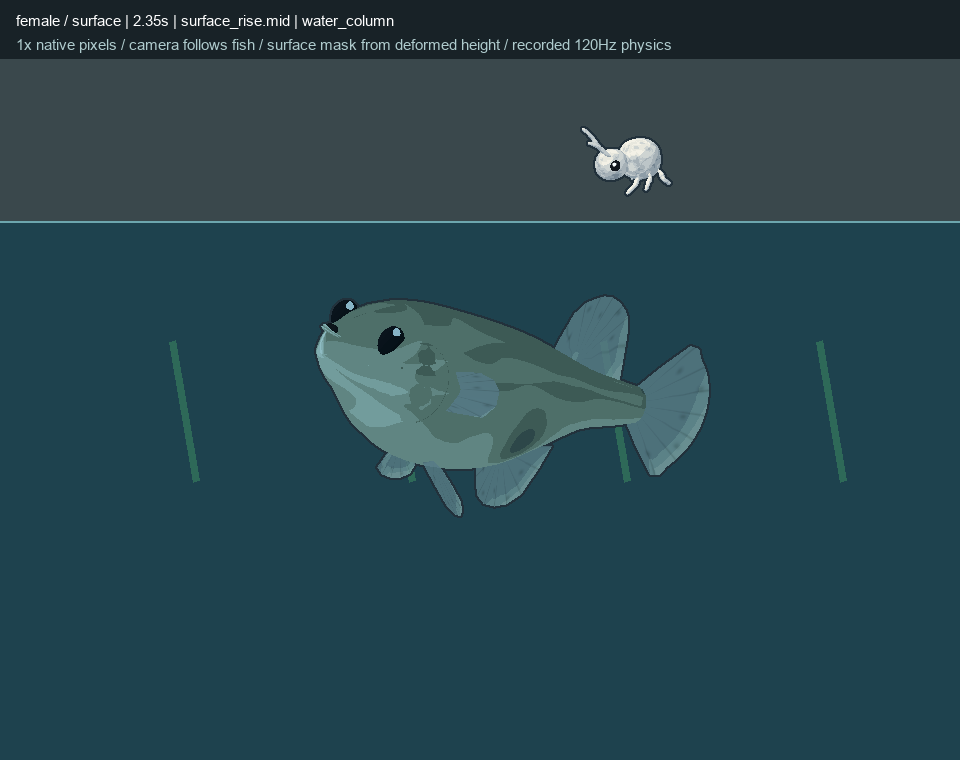 female / surface | 2.35s | surface_rise.mid | water_column
1x native pixels / camera follows fish / surface mask from deformed height / recorded 120Hz physics